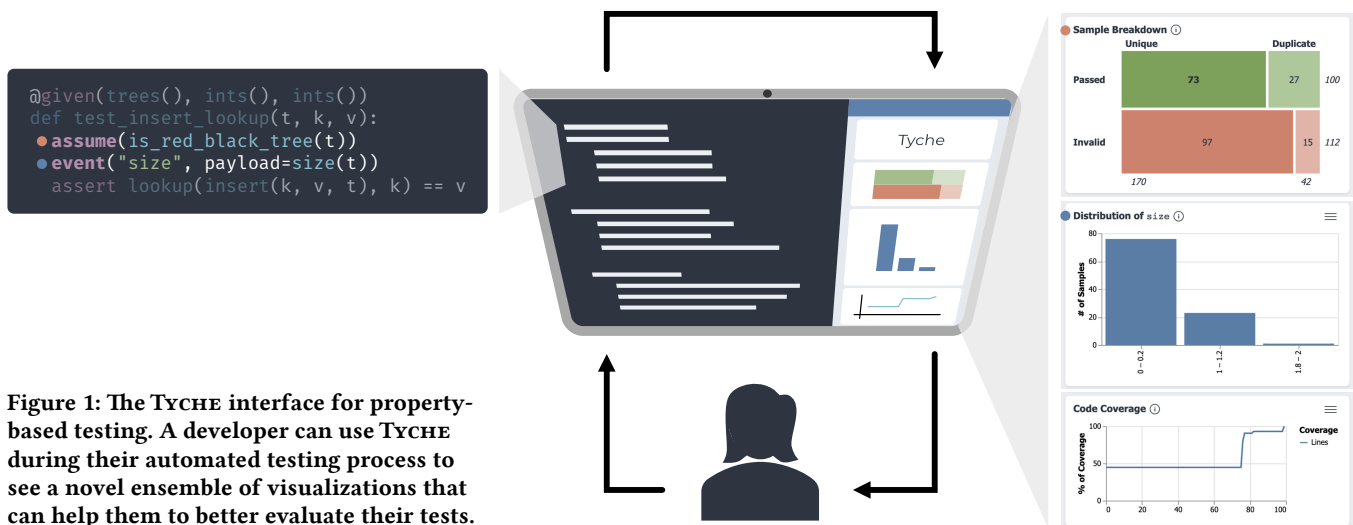 @given(trees(), ints(), ints())
def test_insert_lookup(t, k, v):
assume(is_red_black_tree(t))
event("size", payload=size(t))
assert lookup(insert(k, v, t), k) == v
Tyche
Sample Breakdown
Unique Duplicate
Passed 73 27 100
Invalid 97 15 112
170 42
Distribution of size
# of Samples
80
60
40
20
0
0 – 0.2
1 – 1.2
1.8 – 2
Code Coverage
% of Coverage
100
50
0
0 20 40 60 80 100
Coverage
Lines
Figure 1: The Tyche interface for property-
based testing. A developer can use Tyche
during their automated testing process to
see a novel ensemble of visualizations that
can help them to better evaluate their tests.